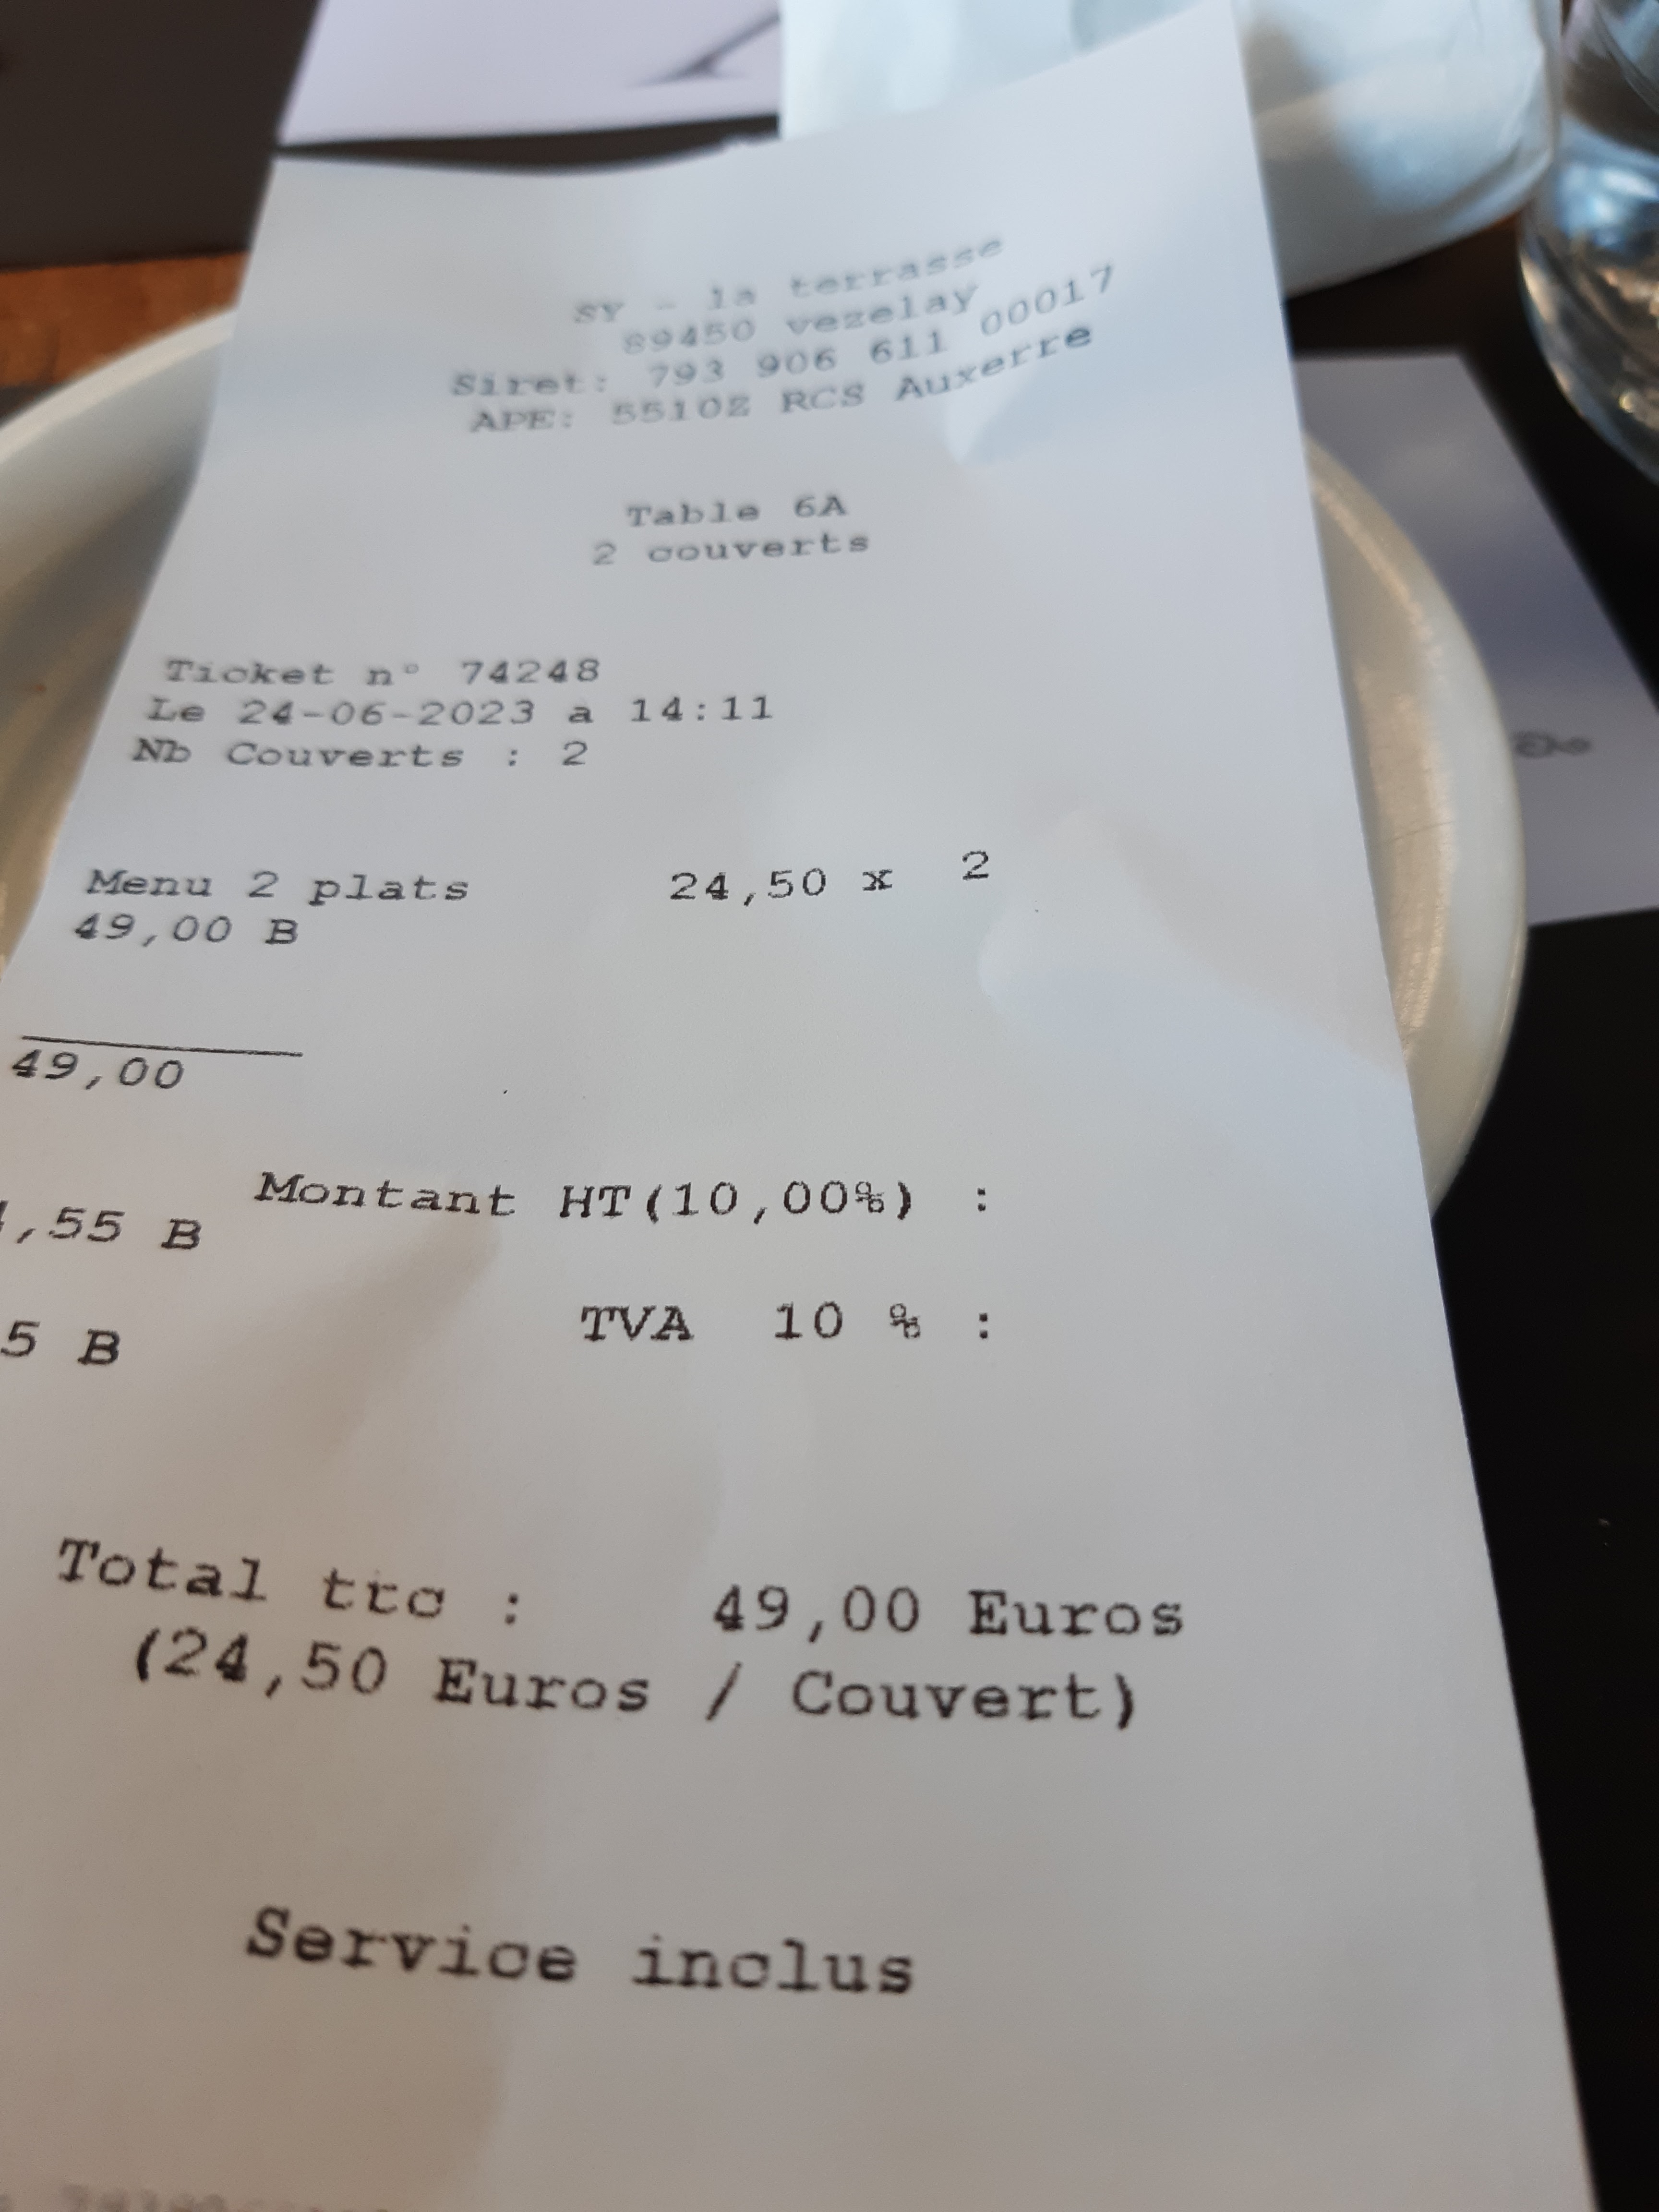 SY - la terrasse
89450 vezelay
Siret: 793 906 611 00017
APE: 5510Z RCS Auxerre
Table 6A
2 couverts
Ticket n° 74248
Le 24-06-2023 a 14:11
Nb Couverts : 2
Menu 2 plats 24,50 x 2
49,00 B
49,00
Montant HT(10,00%) :
,55 B
TVA 10 % :
5 B
Total ttc : 49,00 Euros
(24,50 Euros / Couvert)
Service inclus